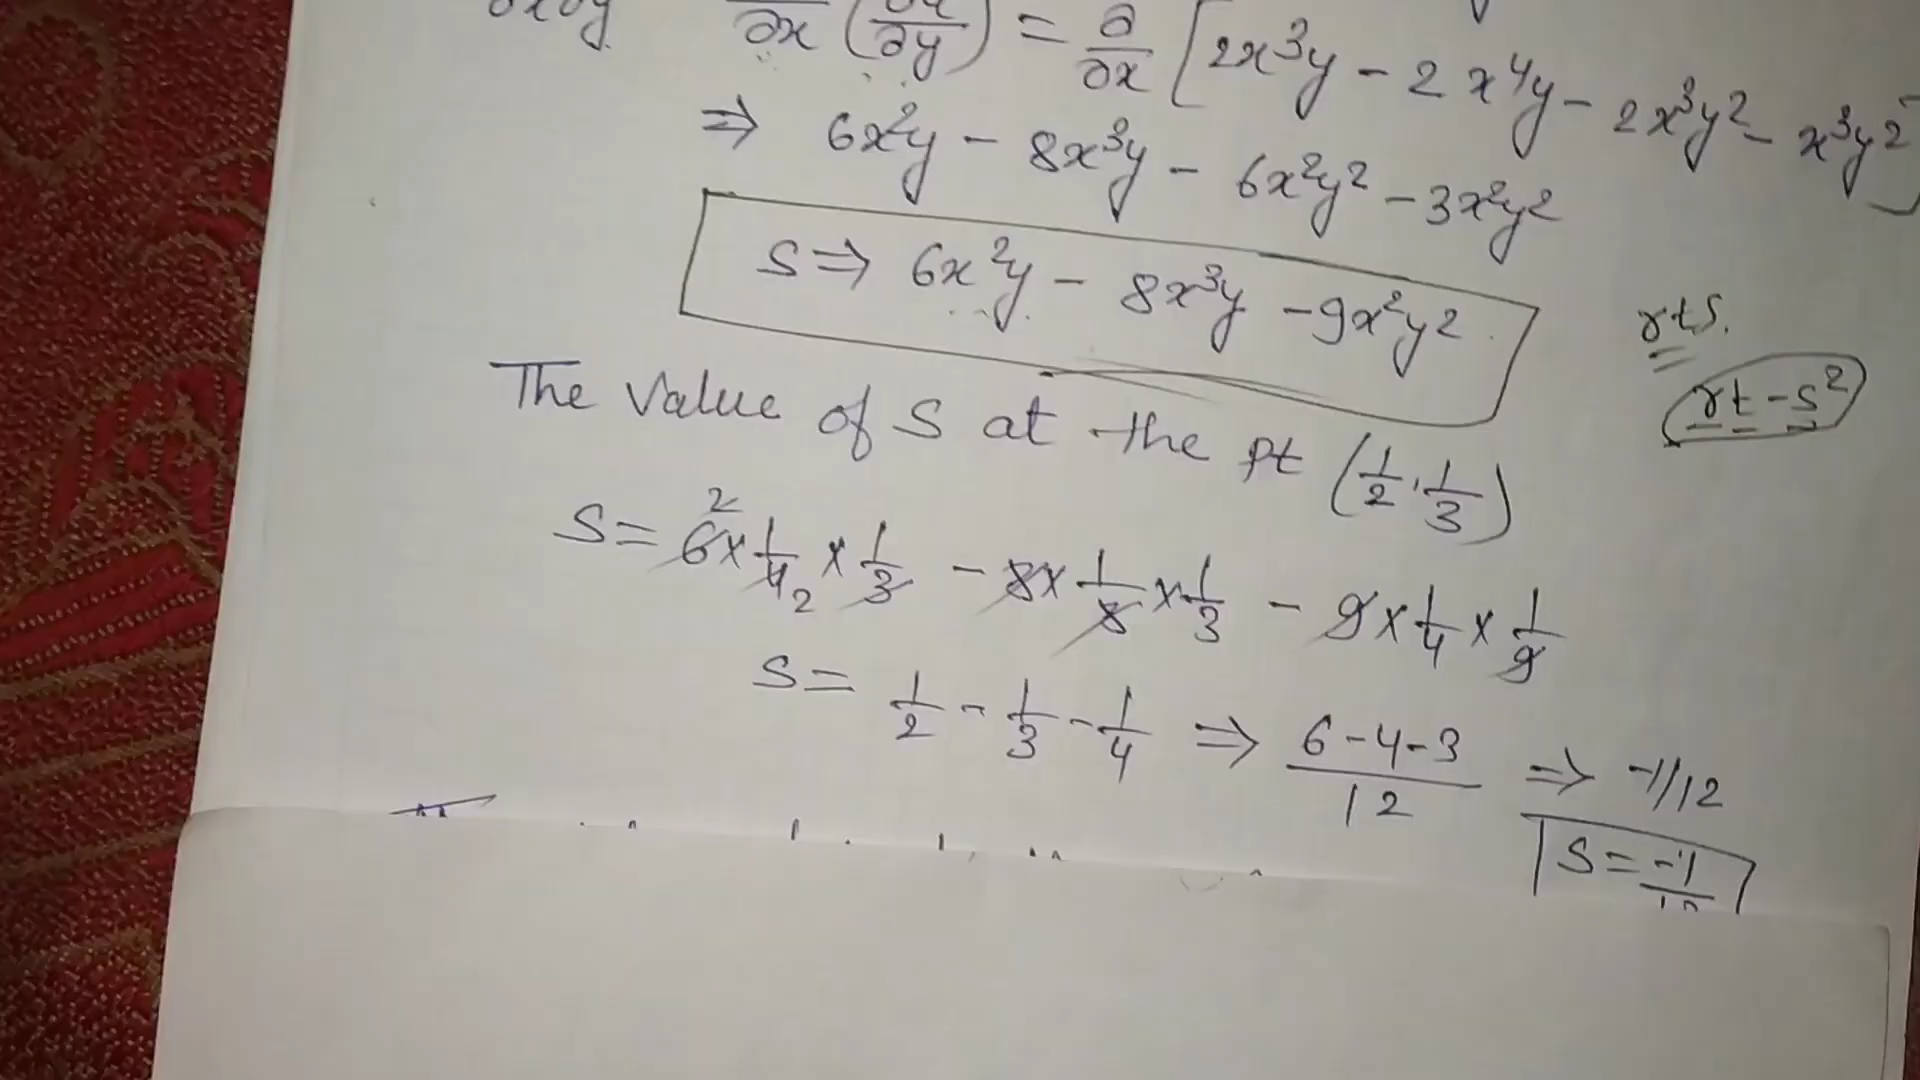 ∂x∂y ∂/∂x (∂u/∂y) = ∂/∂x [2x³y - 2x⁴y - 2x³y² - x³y²]
⇒ 6x²y - 8x³y - 6x²y² - 3x²y²
S ⇒ 6x²y - 8x³y - 9x²y²
rts.
rt - s²
The Value of S at the pt (1/2, 1/3)
S = 6 × 1/4 × 1/3 - 8 × 1/8 × 1/3 - 9 × 1/4 × 1/9
2
2
S = 1/2 - 1/3 - 1/4 ⇒ (6-4-3)/12 ⇒ -1/12
S = -1/12